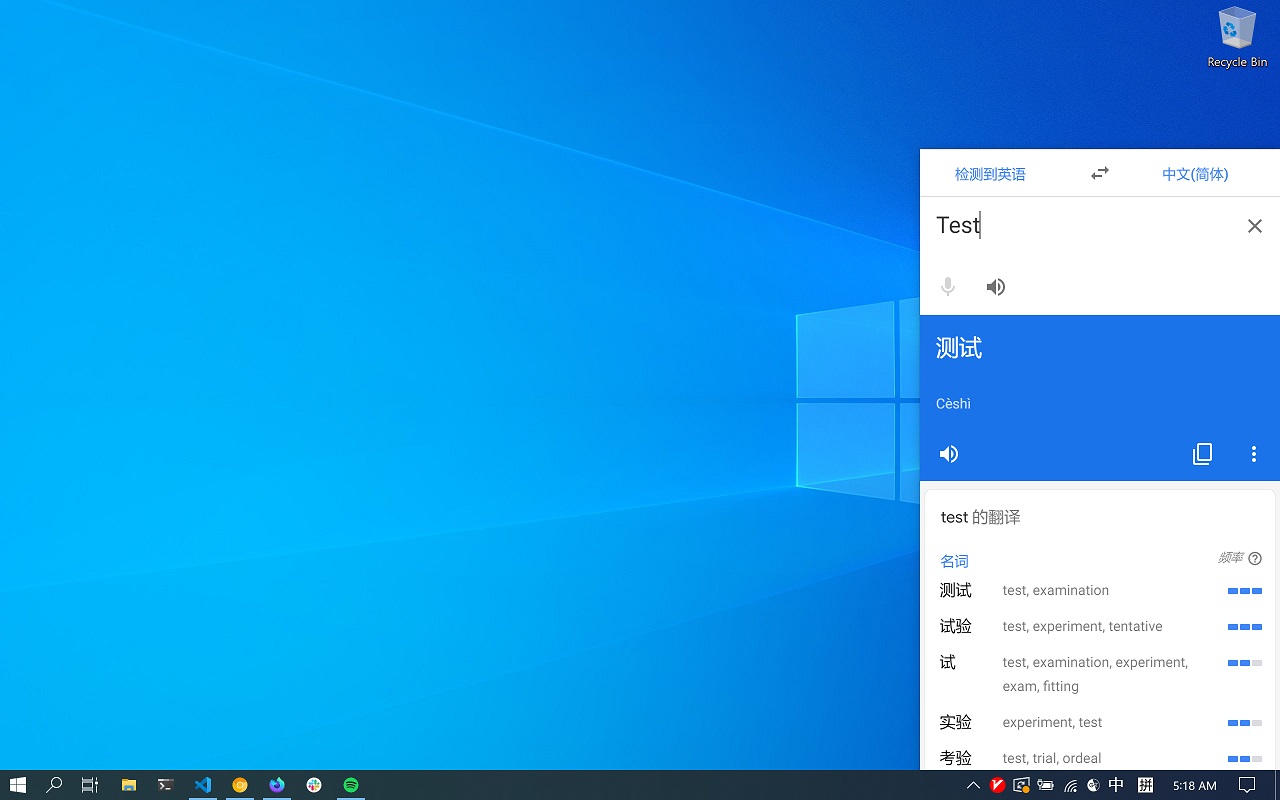 Recycle Bin
检测到英语
中文(简体)
Test
测试
Cèshì
test 的翻译
名词
频率
测试 test, examination
试验 test, experiment, tentative
试 test, examination, experiment,
exam, fitting
实验 experiment, test
考验 test, trial, ordeal
中 拼 5:18 AM